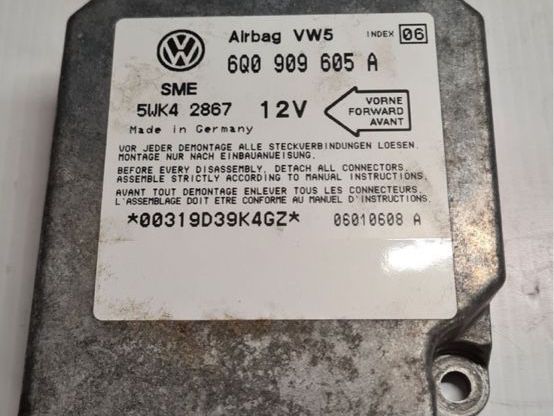 Airbag VW5 INDEX 06
6Q0 909 605 A
SME
5WK4 2867 12V
VORNE
FORWARD
AVANT
Made in Germany
VOR JEDER DEMONTAGE ALLE STECKVERBINDUNGEN LOESEN.
MONTAGE NUR NACH EINBAUANWEISUNG.
BEFORE EVERY DISASSEMBLY, DETACH ALL CONNECTORS.
ASSEMBLE STRICTLY ACCORDING TO MANUAL INSTRUCTIONS.
AVANT TOUT DEMONTAGE ENLEVER TOUS LES CONNECTEURS.
L'ASSEMBLAGE DOIT ETRE CONFORME AU MANUEL D'INSTRUCTIONS.
*00319D39K4GZ* 06010608 A